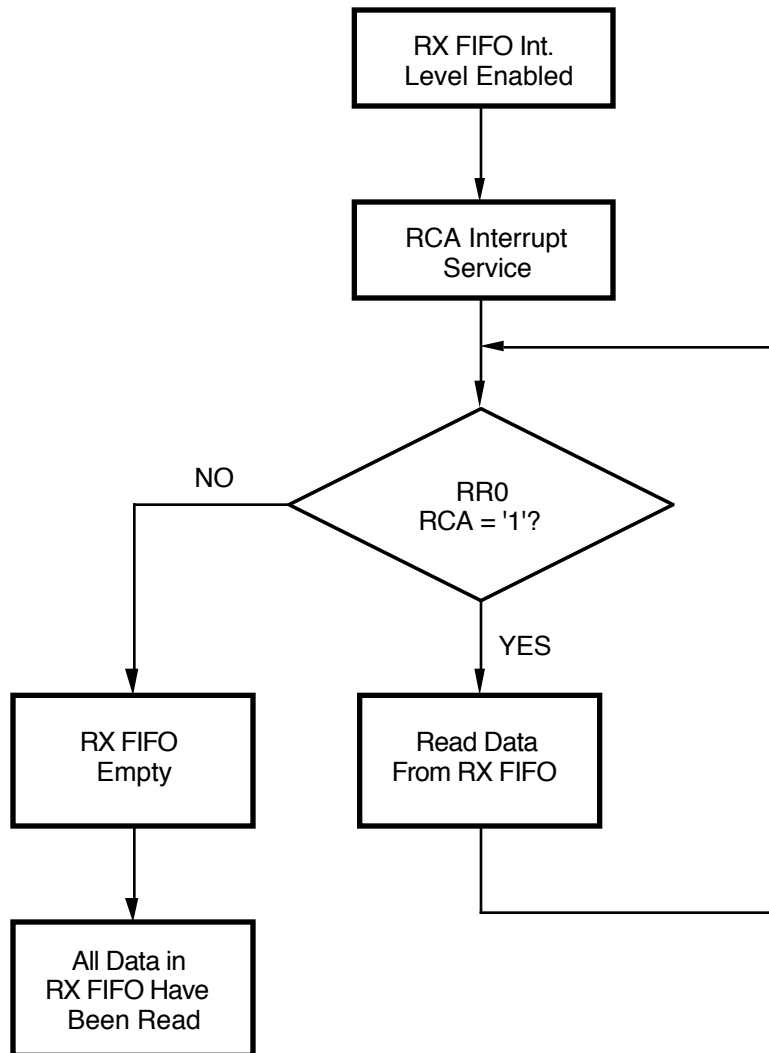 RX FIFO Int.
Level Enabled
RCA Interrupt
Service
RR0
RCA = '1'?
NO
YES
RX FIFO
Empty
Read Data
From RX FIFO
All Data in
RX FIFO Have
Been Read